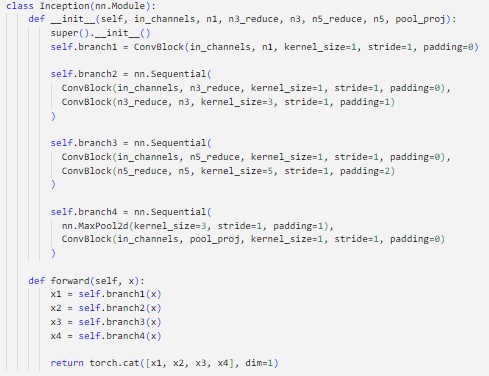 class Inception(nn.Module):
    def __init__(self, in_channels, n1, n3_reduce, n3, n5_reduce, n5, pool_proj):
        super().__init__()
        self.branch1 = ConvBlock(in_channels, n1, kernel_size=1, stride=1, padding=0)

        self.branch2 = nn.Sequential(
          ConvBlock(in_channels, n3_reduce, kernel_size=1, stride=1, padding=0),
          ConvBlock(n3_reduce, n3, kernel_size=3, stride=1, padding=1)
        )

        self.branch3 = nn.Sequential(
          ConvBlock(in_channels, n5_reduce, kernel_size=1, stride=1, padding=0),
          ConvBlock(n5_reduce, n5, kernel_size=5, stride=1, padding=2)
        )

        self.branch4 = nn.Sequential(
          nn.MaxPool2d(kernel_size=3, stride=1, padding=1),
          ConvBlock(in_channels, pool_proj, kernel_size=1, stride=1, padding=0)
        )

    def forward(self, x):
        x1 = self.branch1(x)
        x2 = self.branch2(x)
        x3 = self.branch3(x)
        x4 = self.branch4(x)

        return torch.cat([x1, x2, x3, x4], dim=1)